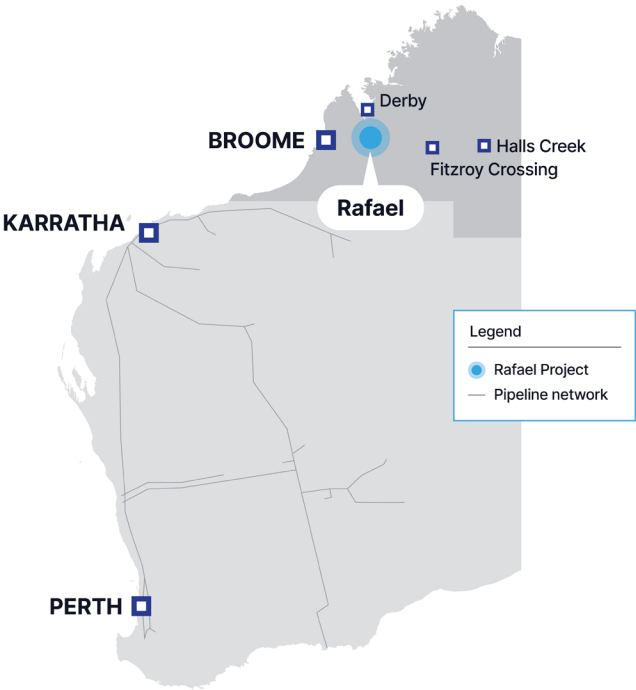 Derby
BROOME
Halls Creek
Fitzroy Crossing
Rafael
KARRATHA
Legend
Rafael Project
Pipeline network
PERTH